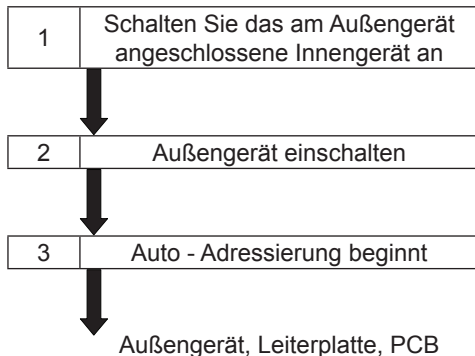 1
Schalten Sie das am Außengerät
angeschlossene Innengerät an
2 Außengerät einschalten
3 Auto - Adressierung beginnt
Außengerät, Leiterplatte, PCB